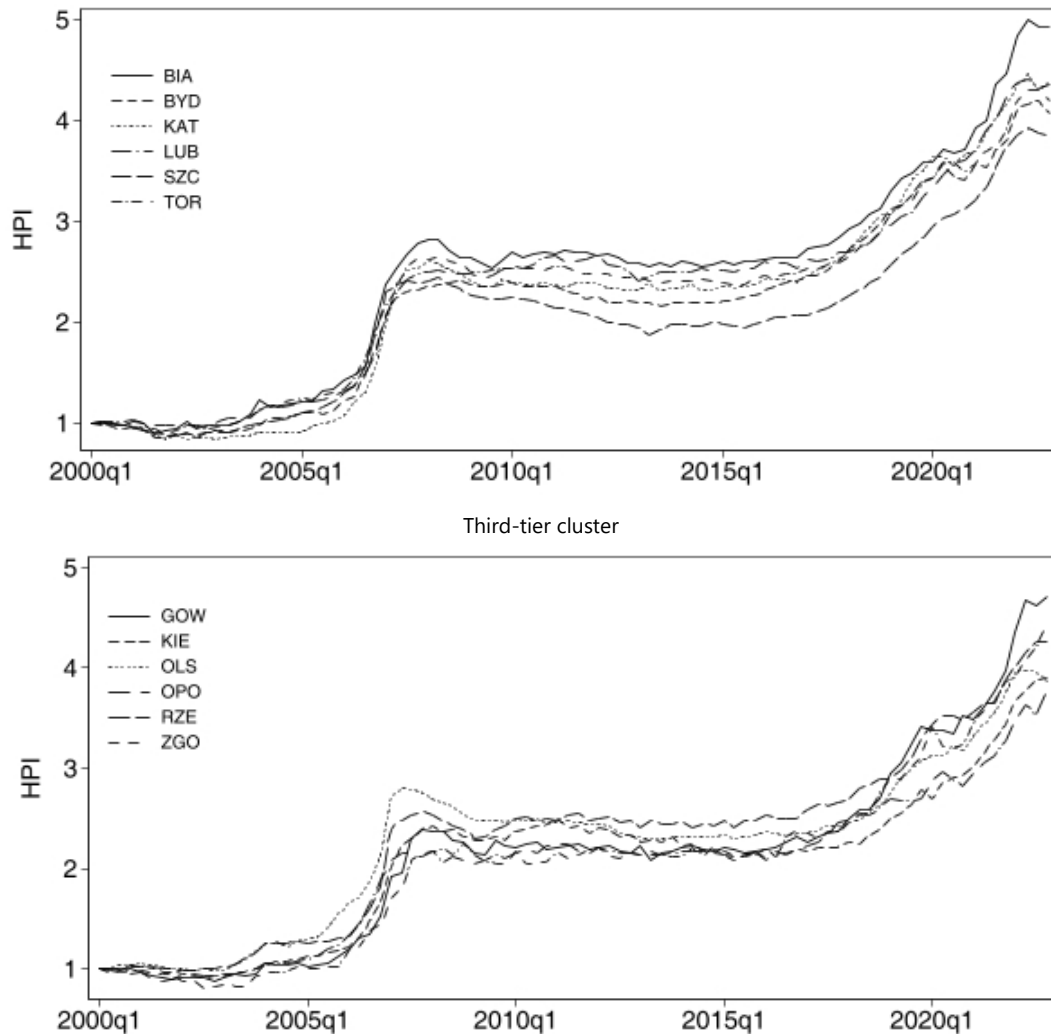 5
BIA
BYD
KAT
LUB
SZC
TOR
4
3
2
1
HPI
2000q1 2005q1 2010q1 2015q1 2020q1
Third-tier cluster
5
GOW
KIE
OLS
OPO
RZE
ZGO
4
3
2
1
HPI
2000q1 2005q1 2010q1 2015q1 2020q1